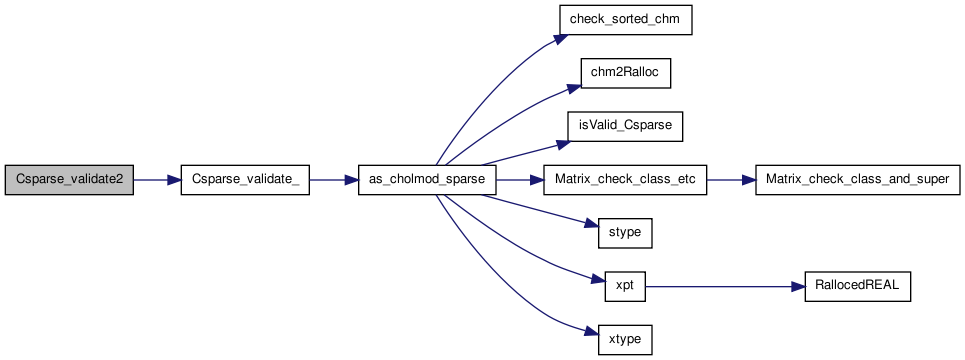 check_sorted_chm
chm2Ralloc
isValid_Csparse
Csparse_validate2
Csparse_validate_
as_cholmod_sparse
Matrix_check_class_etc
Matrix_check_class_and_super
stype
xpt
RallocedREAL
xtype